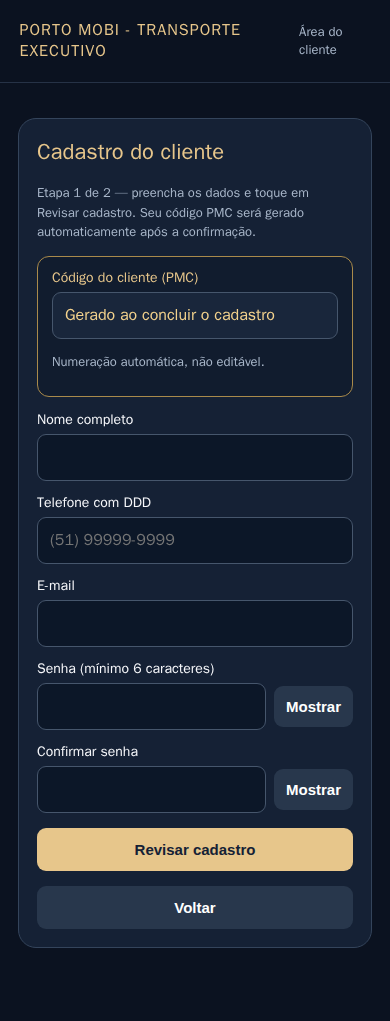 PORTO MOBI - TRANSPORTE
EXECUTIVO
Área do
cliente
Cadastro do cliente
Etapa 1 de 2 — preencha os dados e toque em
Revisar cadastro. Seu código PMC será gerado
automaticamente após a confirmação.
Código do cliente (PMC)
Gerado ao concluir o cadastro
Numeração automática, não editável.
Nome completo
Telefone com DDD
(51) 99999-9999
E-mail
Senha (mínimo 6 caracteres)
Mostrar
Confirmar senha
Mostrar
Revisar cadastro
Voltar